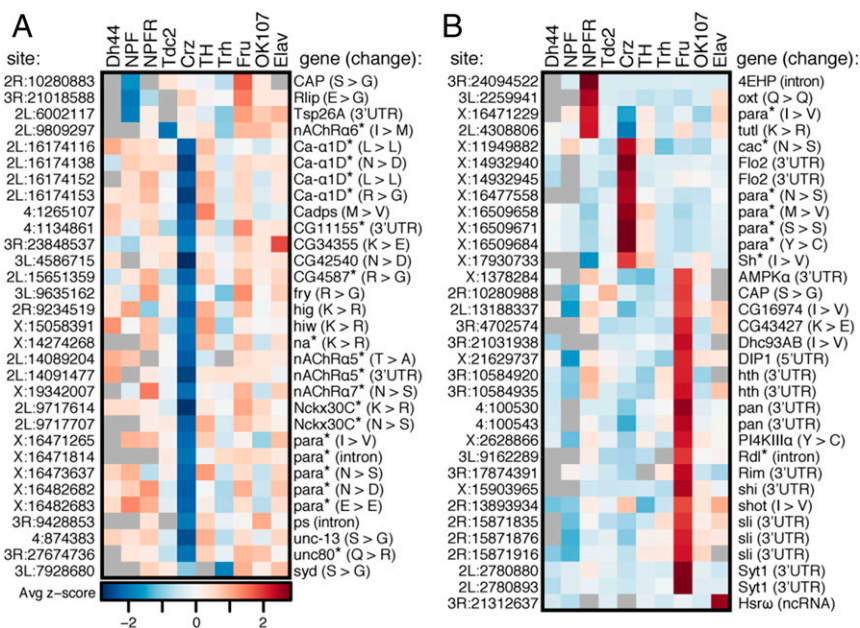 A
Dh44 NPF NPFR Tdc2 Crz TH Trh Fru OK107 Elav
site: gene (change):
2R:10280883 CAP (S > G)
3R:21018588 Rlip (E > G)
2L:6002117 Tsp26A (3'UTR)
2L:9809297 nAChRα6* (I > M)
2L:16174116 Ca-α1D* (L > L)
2L:16174138 Ca-α1D* (N > D)
2L:16174152 Ca-α1D* (L > L)
2L:16174153 Ca-α1D* (R > G)
4:1265107 Cadps (M > V)
4:1134861 CG11155* (3'UTR)
3R:23848537 CG34355 (K > E)
3L:4586715 CG42540 (N > D)
2L:15651359 CG4587* (R > G)
3L:9635162 fry (R > G)
2R:9234519 hig (K > R)
X:15058391 hiw (K > R)
X:14274268 na* (K > R)
2L:14089204 nAChRα5* (T > A)
2L:14091477 nAChRα5* (3'UTR)
X:19342007 nAChRα7* (N > S)
2L:9717614 Nckx30C* (K > R)
2L:9717707 Nckx30C* (N > S)
X:16471265 para* (I > V)
X:16471814 para* (intron)
X:16473637 para* (N > S)
X:16482682 para* (N > D)
X:16482683 para* (E > E)
3R:9428853 ps (intron)
4:874383 unc-13 (S > G)
3R:27674736 unc80* (Q > R)
3L:7928680 syd (S > G)
Avg z-score
−2 0 2
B
Dh44 NPF NPFR Tdc2 Crz TH Trh Fru OK107 Elav
site: gene (change):
3R:24094522 4EHP (intron)
3L:2259941 oxt (Q > Q)
X:16471229 para* (I > V)
2L:4308806 tutl (K > R)
X:11949882 cac* (N > S)
X:14932940 Flo2 (3'UTR)
X:14932945 Flo2 (3'UTR)
X:16477558 para* (N > S)
X:16509658 para* (M > V)
X:16509671 para* (S > S)
X:16509684 para* (Y > C)
X:17930733 Sh* (I > V)
X:1378284 AMPKα (3'UTR)
2R:10280988 CAP (S > G)
2L:13188337 CG16974 (I > V)
3R:4702574 CG43427 (K > E)
3R:21031938 Dhc93AB (I > V)
X:21629737 DIP1 (5'UTR)
3R:10584920 hth (3'UTR)
3R:10584935 hth (3'UTR)
4:100530 pan (3'UTR)
4:100543 pan (3'UTR)
X:2628866 PI4KIIIα (Y > C)
3L:9162289 Rdl* (intron)
3R:17874391 Rim (3'UTR)
X:15903965 shi (3'UTR)
2R:13893934 shot (I > V)
2R:15871835 sli (3'UTR)
2R:15871876 sli (3'UTR)
2R:15871916 sli (3'UTR)
2L:2780880 Syt1 (3'UTR)
2L:2780893 Syt1 (3'UTR)
3R:21312637 Hsrω (ncRNA)